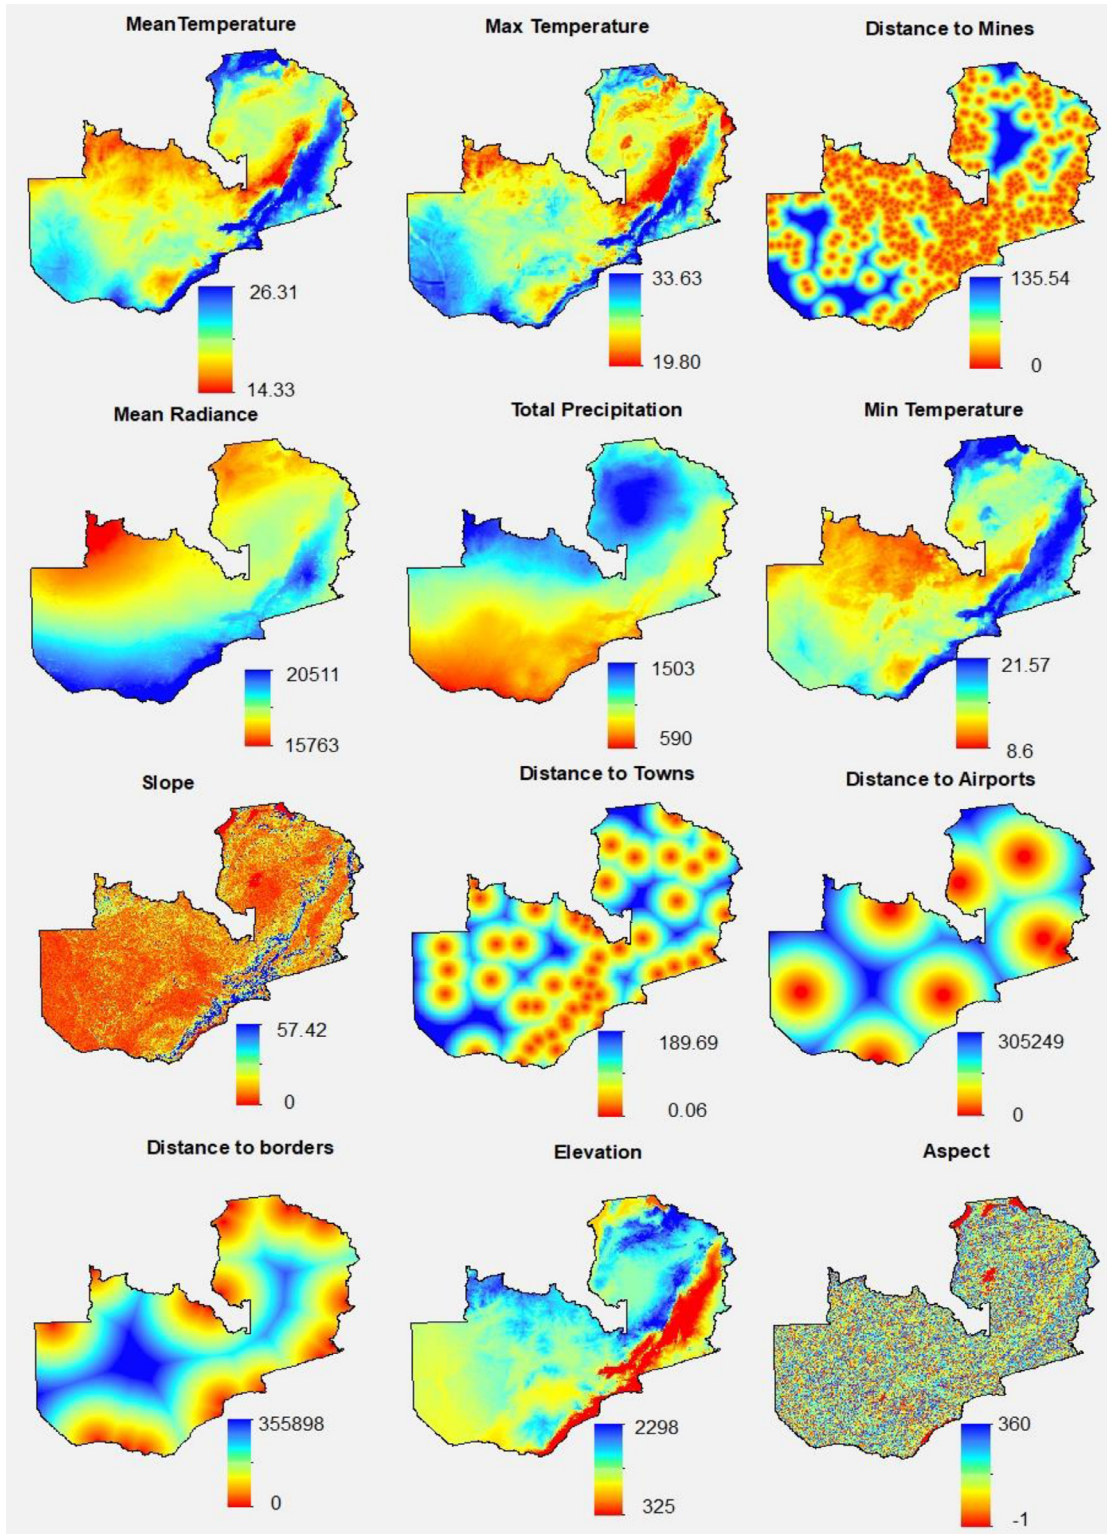 MeanTemperature
Max Temperature
Distance to Mines
26.31
14.33
33.63
19.80
135.54
0
Mean Radiance
Total Precipitation
Min Temperature
20511
15763
1503
590
21.57
8.6
Slope
Distance to Towns
Distance to Airports
57.42
0
189.69
0.06
305249
0
Distance to borders
Elevation
Aspect
355898
0
2298
325
360
-1